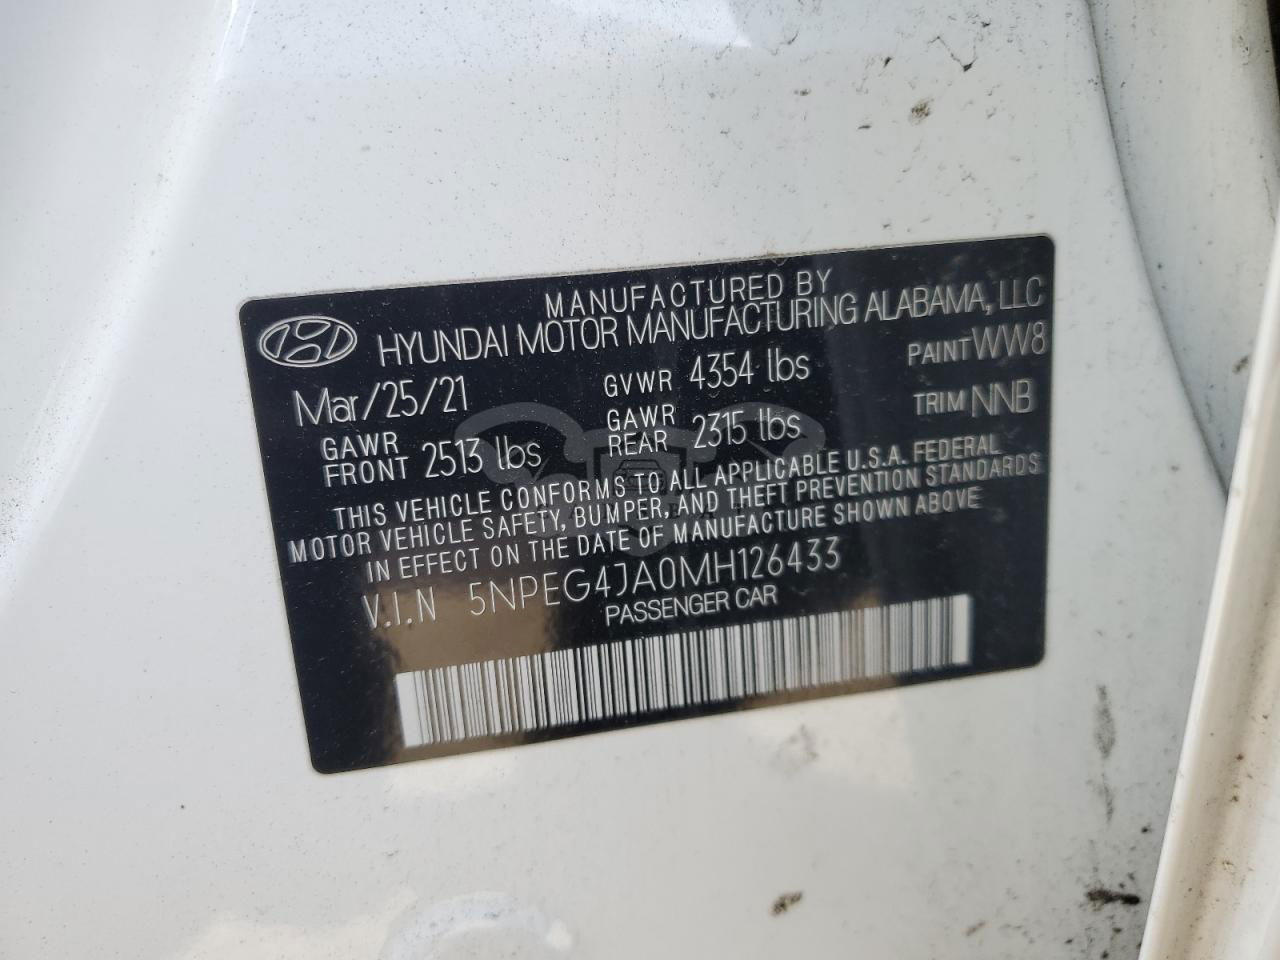 MANUFACTURED BY
HYUNDAI MOTOR MANUFACTURING ALABAMA, LLC
Mar/25/21 GVWR 4354 lbs PAINT WW8
GAWR FRONT 2513 lbs GAWR REAR 2315 lbs TRIM NNB
THIS VEHICLE CONFORMS TO ALL APPLICABLE U.S.A. FEDERAL
MOTOR VEHICLE SAFETY, BUMPER, AND THEFT PREVENTION STANDARDS
IN EFFECT ON THE DATE OF MANUFACTURE SHOWN ABOVE
V.I.N 5NPEG4JA0MH126433
PASSENGER CAR